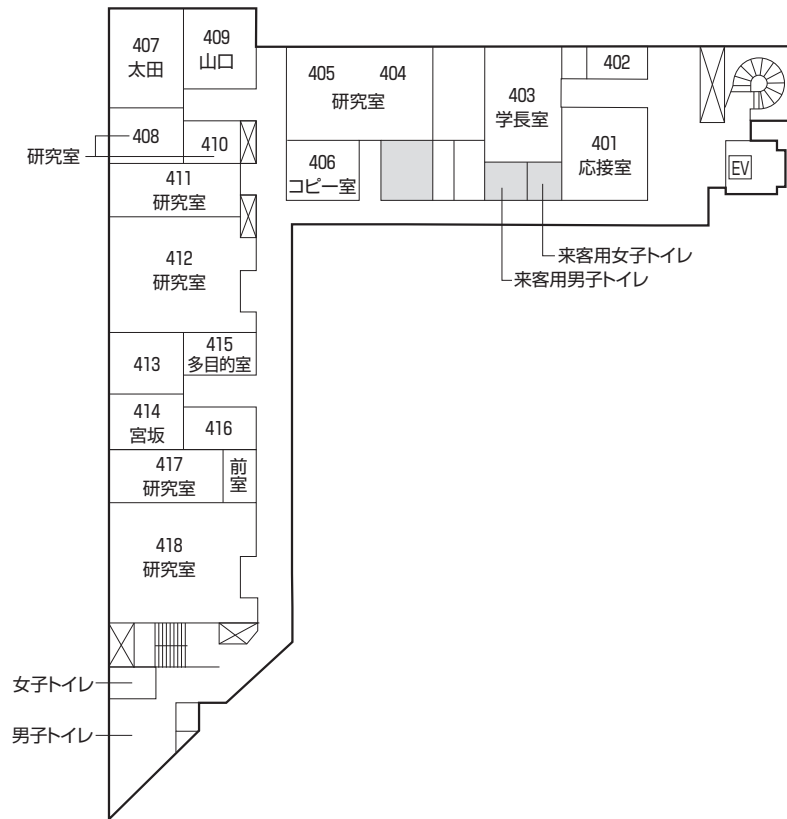 407
太田
409
山口
408
410
研究室
411
研究室
412
研究室
413
415
多目的室
414
宮坂
416
417
研究室
前室
418
研究室
女子トイレ
男子トイレ
405 404
研究室
406
コピー室
403
学長室
402
401
応接室
EV
来客用女子トイレ
来客用男子トイレ